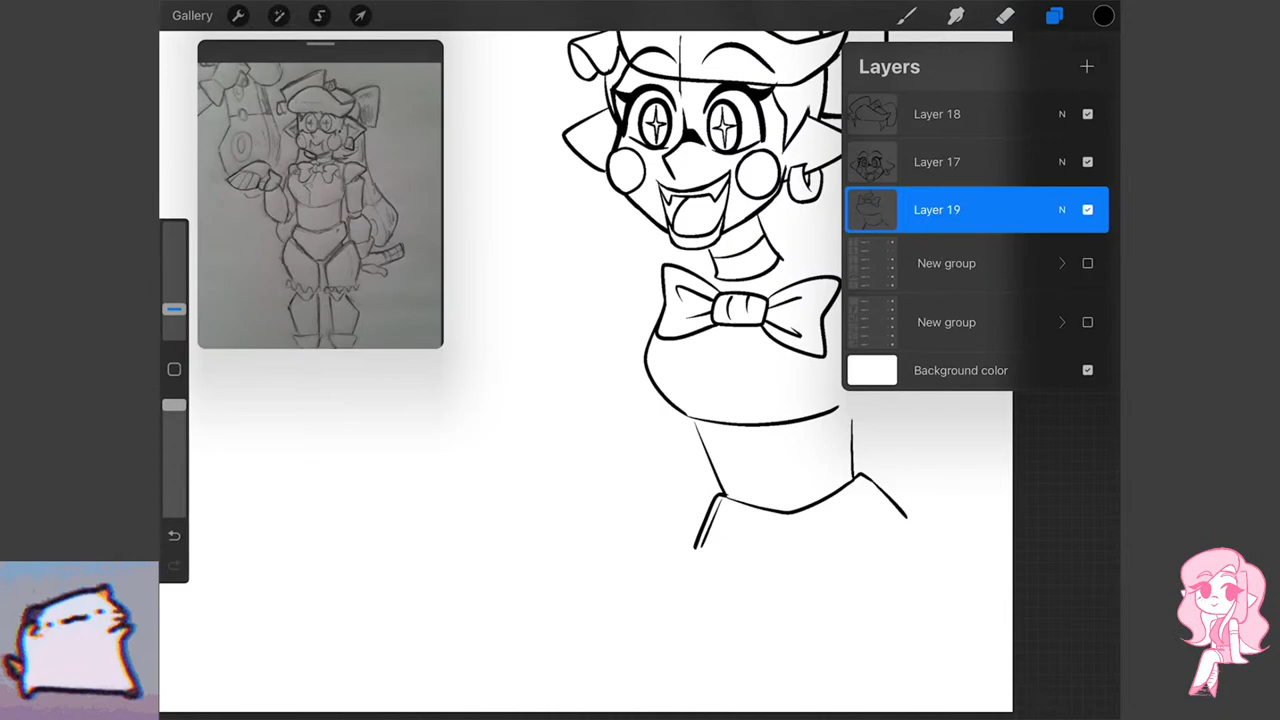 Gallery
Layers
Layer 18 N
Layer 17 N
Layer 19 N
New group
New group
Background color